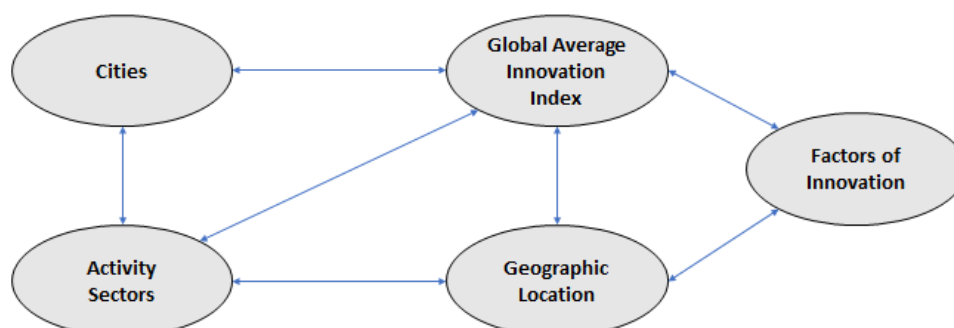 Cities
Global Average
Innovation
Index
Factors of
Innovation
Activity
Sectors
Geographic
Location